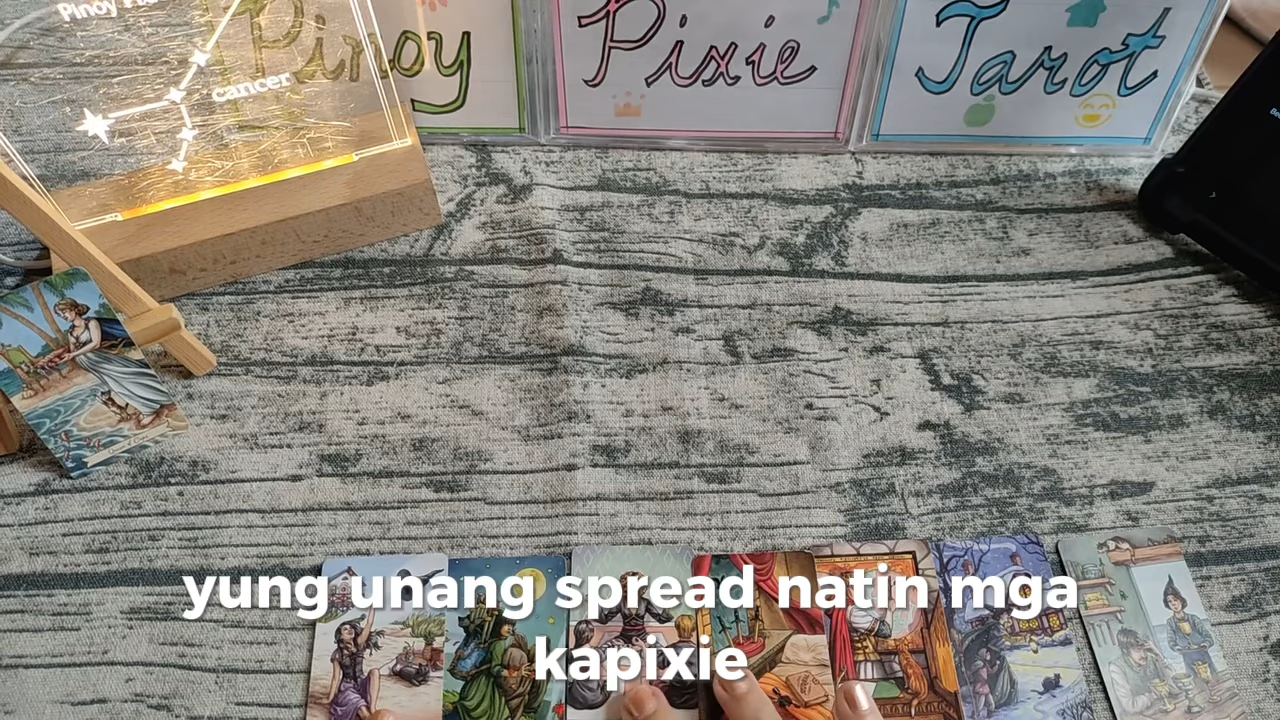 Pinoy
cancer
Pinoy
Pixie
Tarot
yung unang spread natin mga
kapixie